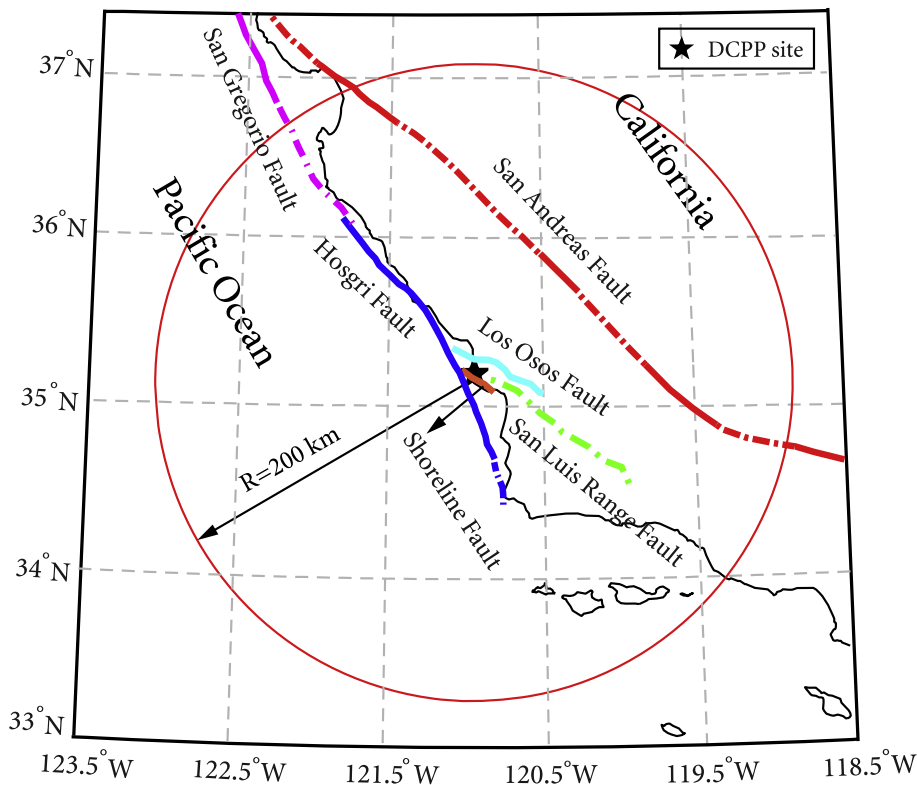 DCPP site
37°N
San Gregorio Fault
California
San Andreas Fault
Pacific Ocean
36°N
Hosgri Fault
Los Osos Fault
35°N
San Luis Range Fault
R=200 km
Shoreline Fault
34°N
33°N
123.5°W
122.5°W
121.5°W
120.5°W
119.5°W
118.5°W